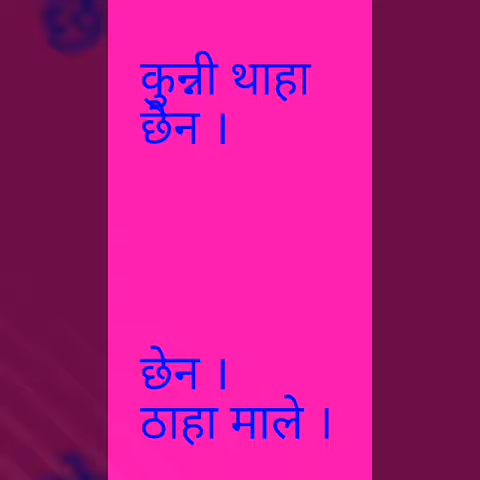 कुन्नी थाहा
छैन ।
छेन ।
ठाहा माले ।